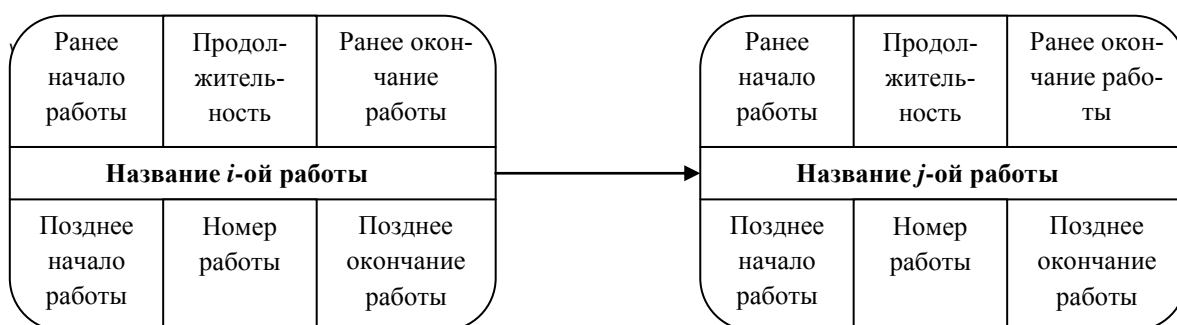 Ранее
начало
работы
Продол-
житель-
ность
Ранее окон-
чание
работы
Название i-ой работы
Позднее
начало
работы
Номер
работы
Позднее
окончание
работы
Ранее
начало
работы
Продол-
житель-
ность
Ранее окон-
чание рабо-
ты
Название j-ой работы
Позднее
начало
работы
Номер
работы
Позднее
окончание
работы